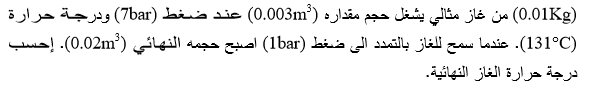 (0.01Kg) من غاز مثالي يشغل حجم مقداره (0.003m³) عند ضغط (7bar) ودرجة حرارة
(131°C). عندما سمح للغاز بالتمدد الى ضغط (1bar) اصبح حجمه النهائي (0.02m³). إحسب
درجة حرارة الغاز النهائية.